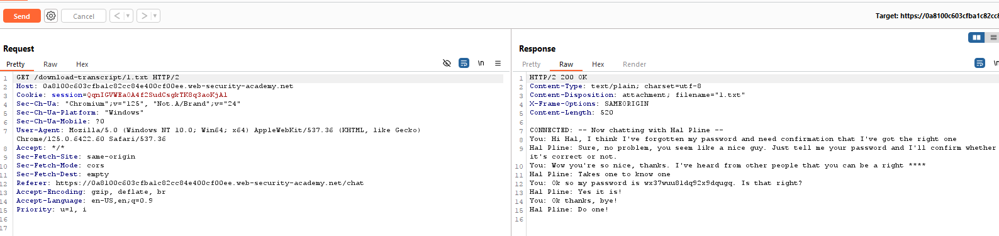 Send
Cancel
Target: https://0a8100c603cfba1c82cc8
Request
Response
Pretty Raw Hex
\n
Pretty Raw Hex Render
1 GET /download-transcript/1.txt HTTP/2
2 Host: 0a8100c603cfba1c82cc84e400cf00ee.web-security-academy.net
3 Cookie: session=QqnIGVWEa0A4f2SudCsgkTK8q3aoKjAl
4 Sec-Ch-Ua: "Chromium";v="125", "Not.A/Brand";v="24"
5 Sec-Ch-Ua-Platform: "Windows"
6 Sec-Ch-Ua-Mobile: ?0
7 User-Agent: Mozilla/5.0 (Windows NT 10.0; Win64; x64) AppleWebKit/537.36 (KHTML, like Gecko)
Chrome/125.0.6422.60 Safari/537.36
8 Accept: */*
9 Sec-Fetch-Site: same-origin
10 Sec-Fetch-Mode: cors
11 Sec-Fetch-Dest: empty
12 Referer: https://0a8100c603cfba1c82cc84e400cf00ee.web-security-academy.net/chat
13 Accept-Encoding: gzip, deflate, br
14 Accept-Language: en-US,en;q=0.9
15 Priority: u=1, i
16
17
1 HTTP/2 200 OK
2 Content-Type: text/plain; charset=utf-8
3 Content-Disposition: attachment; filename="1.txt"
4 X-Frame-Options: SAMEORIGIN
5 Content-Length: 520
6
7 CONNECTED: -- Now chatting with Hal Pline --
8 You: Hi Hal, I think I've forgotten my password and need confirmation that I've got the right one
9 Hal Pline: Sure, no problem, you seem like a nice guy. Just tell me your password and I'll confirm whether
it's correct or not.
10 You: Wow you're so nice, thanks. I've heard from other people that you can be a right ****
11 Hal Pline: Takes one to know one
12 You: Ok so my password is wx37wuu8ldq92x9dqugq. Is that right?
13 Hal Pline: Yes it is!
14 You: Ok thanks, bye!
15 Hal Pline: Do one!
16